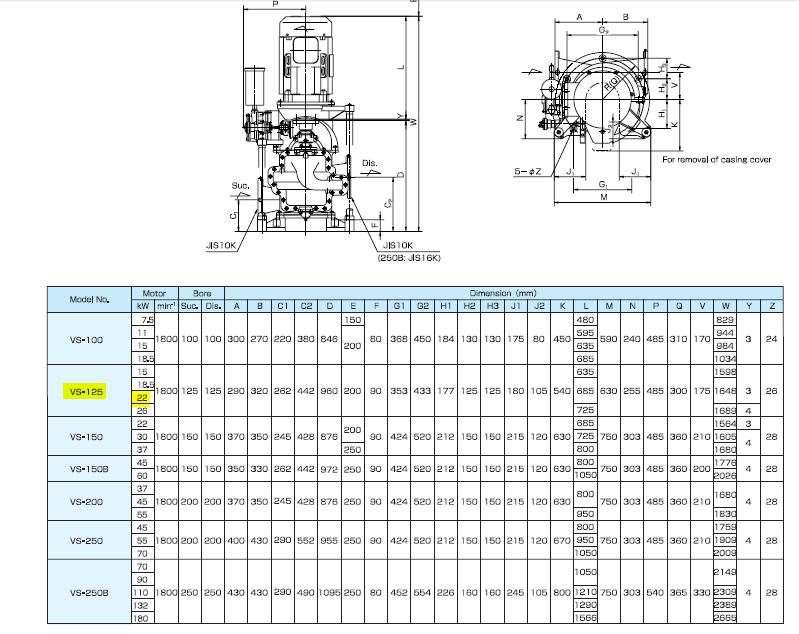 P
L
Y
W
D
C2
F
C1
Suc.
Dis.
JIS10K
JIS10K
(250B: JIS16K)
A B
G2
R(Q)
H3
H2
V
H1
K
N
J2
5-φZ
J1 J1
G1
M
For removal of casing cover
Model No. Motor Bore Dimension (mm)
kW min⁻¹ Suc. Dis. A B C1 C2 D E F G1 G2 H1 H2 H3 J1 J2 K L M N P Q V W Y Z
VS-100 1800 100 100 300 270 220 380 846 80 368 450 184 130 130 175 80 450 590 240 485 310 170 3 24
7.5 150 480 829
11 200 595 944
15 635 984
18.5 685 1034
VS-125 1800 125 125 290 320 262 442 960 200 90 353 433 177 125 125 180 105 540 630 255 485 300 175 26
15 635 1598
18.5 685 1648 3
22
26 725 1689 4
VS-150 1800 150 150 370 350 245 428 876 90 424 520 212 150 150 215 120 630 750 303 485 360 210 28
22 200 685 1564 3
30 725 1605 4
37 250 800 1680
VS-150B 1800 150 150 350 330 262 442 972 250 90 424 520 212 150 150 215 120 630 750 303 485 360 200 4 28
45 800 1776
60 1050 2026
VS-200 1800 200 200 370 350 245 428 876 250 90 424 520 212 150 150 215 120 630 750 303 485 360 210 4 28
37 800 1680
45
55 950 1830
VS-250 1800 200 200 400 430 290 552 955 250 90 424 520 212 150 150 215 120 670 750 303 485 360 210 4 28
45 800 1759
55 950 1909
70 1050 2009
VS-250B 1800 250 250 430 430 290 490 1095 250 80 452 554 226 160 160 245 105 800 750 303 540 365 330 4 28
70 1050 2149
90
110 1210 2309
132 1290 2389
180 1566 2665